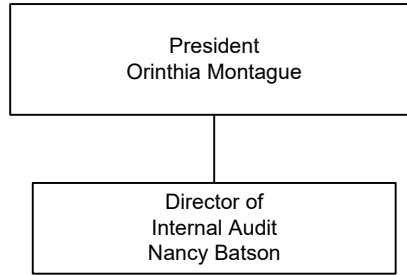 President
Orinthia Montague
Director of
Internal Audit
Nancy Batson